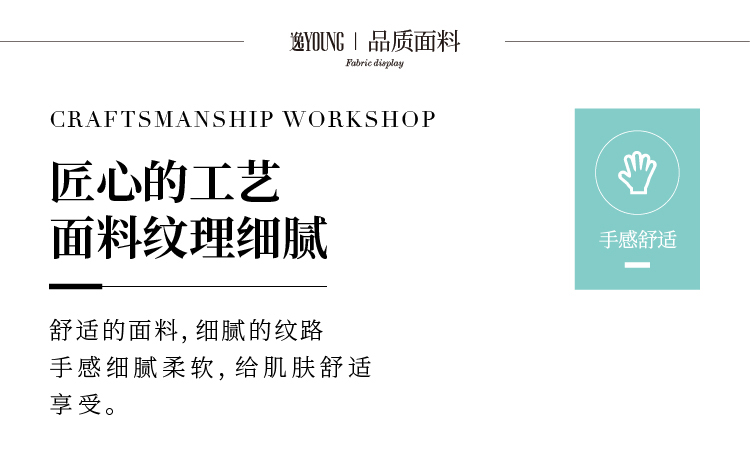 逸YOUNG | 品质面料
Fabric display
CRAFTSMANSHIP WORKSHOP
匠心的工艺
面料纹理细腻
手感舒适
舒适的面料，细腻的纹路
手感细腻柔软，给肌肤舒适
享受。